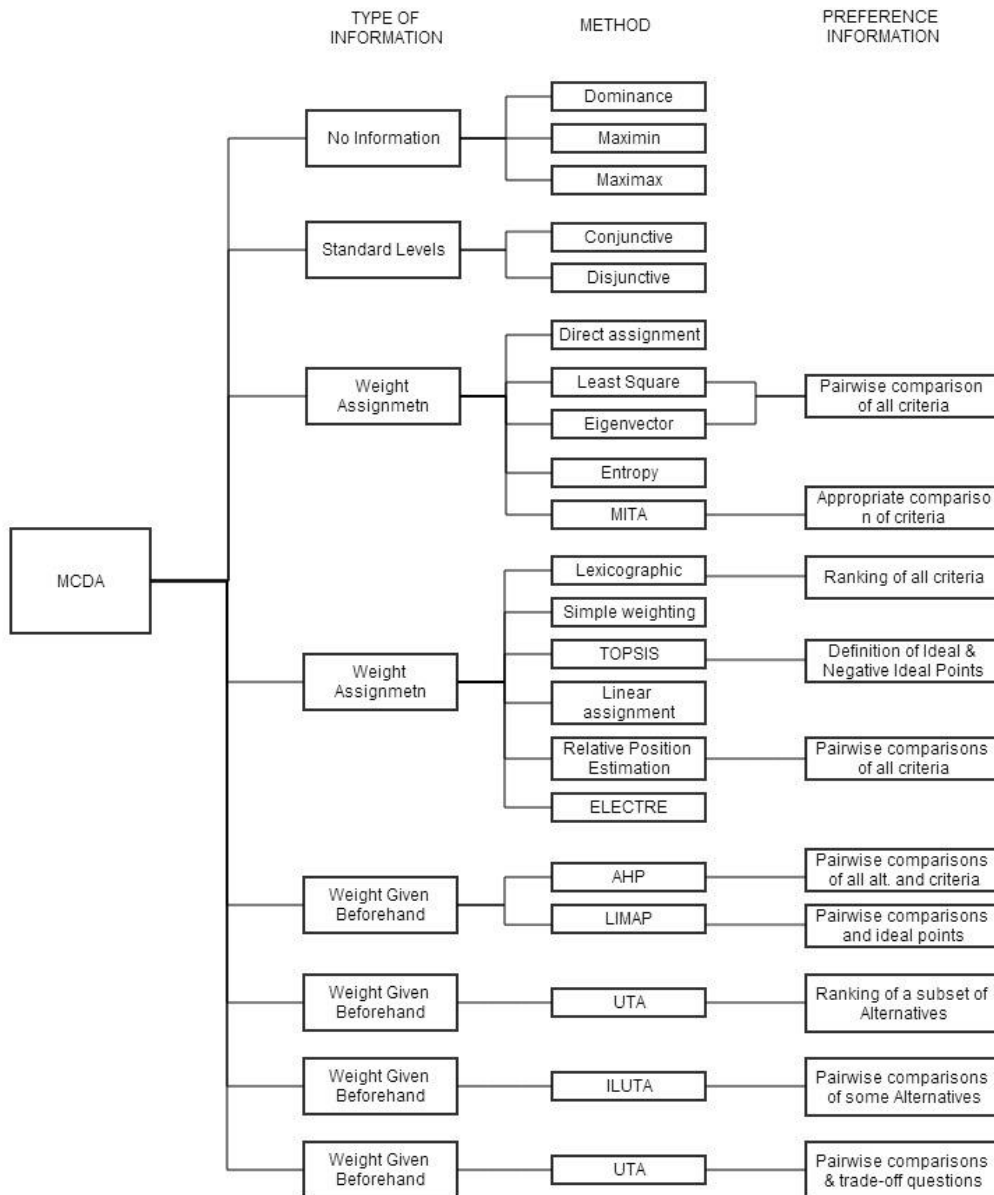 TYPE OF
INFORMATION
METHOD
PREFERENCE
INFORMATION
MCDA
No Information
Dominance
Maximin
Maximax
Standard Levels
Conjunctive
Disjunctive
Weight
Assignmetn
Direct assignment
Least Square
Eigenvector
Pairwise comparison
of all criteria
Entropy
MITA
Appropriate compariso
n of criteria
Weight
Assignmetn
Lexicographic
Ranking of all criteria
Simple weighting
TOPSIS
Definition of Ideal &
Negative Ideal Points
Linear
assignment
Relative Position
Estimation
Pairwise comparisons
of all criteria
ELECTRE
Weight Given
Beforehand
AHP
Pairwise comparisons
of all alt. and criteria
LIMAP
Pairwise comparisons
and ideal points
Weight Given
Beforehand
UTA
Ranking of a subset of
Alternatives
Weight Given
Beforehand
ILUTA
Pairwise comparisons
of some Alternatives
Weight Given
Beforehand
UTA
Pairwise comparisons
& trade-off questions